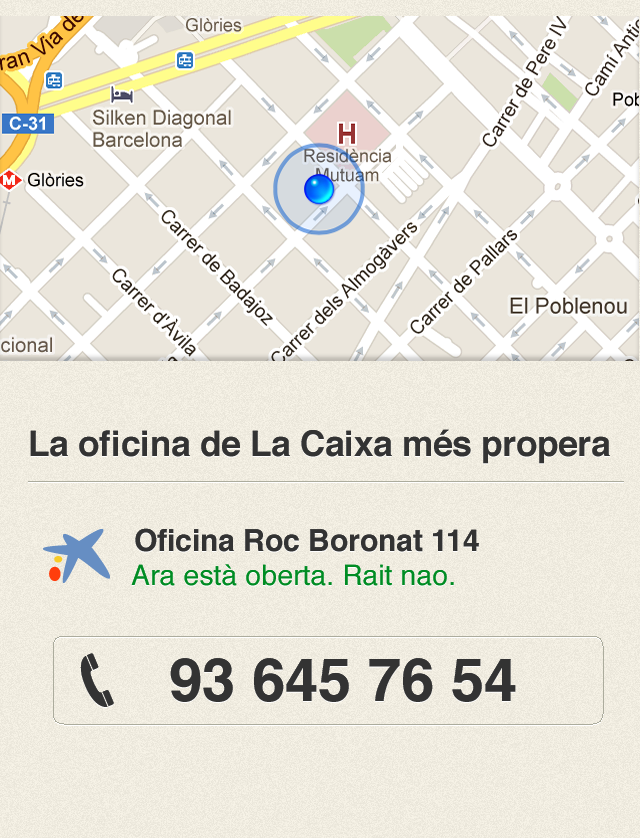 Glòries
ran Via de
Carrer de Pere IV
Camí Antic
Pob
C-31
Silken Diagonal
Barcelona
H
Residència
Mutuam
M
Glòries
Carrer de Badajoz
Carrer dels Almogàvers
Carrer de Pallars
Carrer d'Àvila
El Poblenou
cional
La oficina de La Caixa més propera
Oficina Roc Boronat 114
Ara està oberta. Rait nao.
93 645 76 54